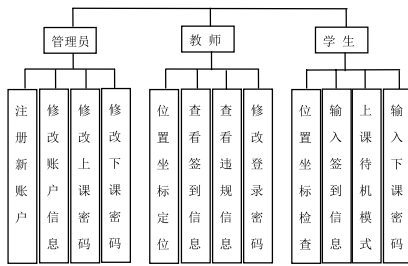 管理员
教师
学生
注册新账户
修改账户信息
修改上课密码
修改下课密码
位置坐标定位
查看签到信息
查看违规信息
修改登录密码
位置坐标检查
输入签到信息
上课待机模式
输入下课密码